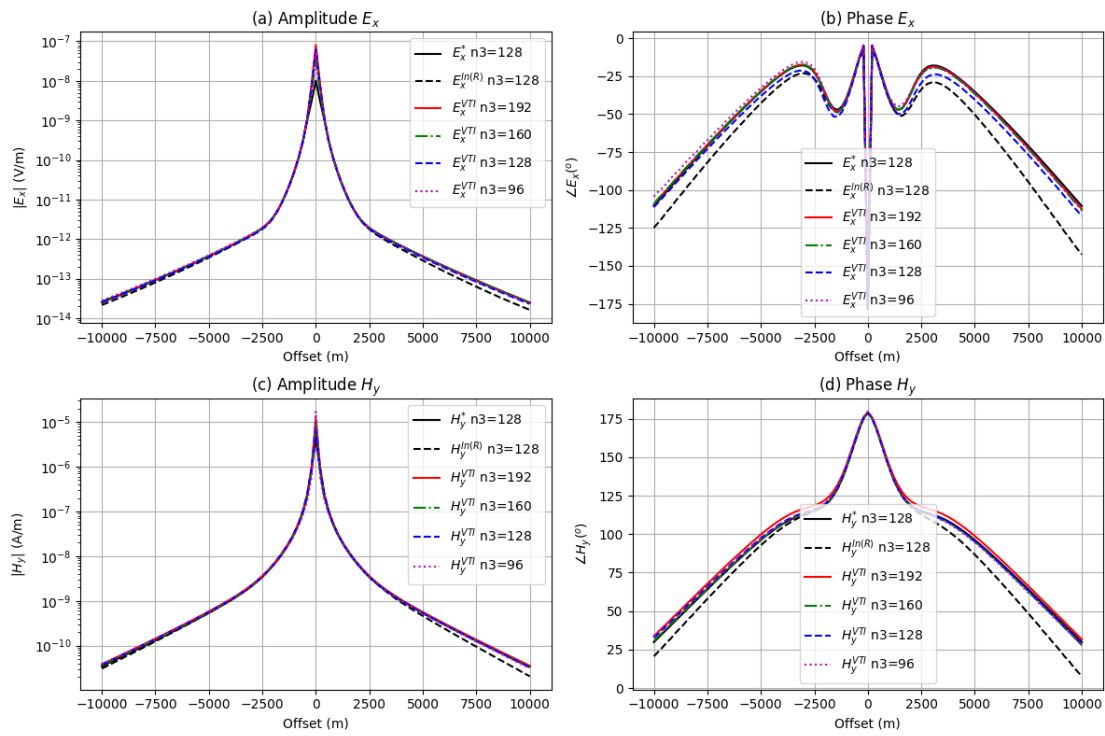 (a) Amplitude E_x
10^-7
10^-8
10^-9
10^-10
10^-11
10^-12
10^-13
10^-14
|E_x| (V/m)
E_x^* n3=128
E_x^{ln(R)} n3=128
E_x^{VTI} n3=192
E_x^{VTI} n3=160
E_x^{VTI} n3=128
E_x^{VTI} n3=96
−10000 −7500 −5000 −2500 0 2500 5000 7500 10000
Offset (m)
(b) Phase E_x
0
−25
−50
−75
−100
−125
−150
−175
∠E_x(°)
E_x^* n3=128
E_x^{ln(R)} n3=128
E_x^{VTI} n3=192
E_x^{VTI} n3=160
E_x^{VTI} n3=128
E_x^{VTI} n3=96
−10000 −7500 −5000 −2500 0 2500 5000 7500 10000
Offset (m)
(c) Amplitude H_y
10^-5
10^-6
10^-7
10^-8
10^-9
10^-10
|H_y| (A/m)
H_y^* n3=128
H_y^{ln(R)} n3=128
H_y^{VTI} n3=192
H_y^{VTI} n3=160
H_y^{VTI} n3=128
H_y^{VTI} n3=96
−10000 −7500 −5000 −2500 0 2500 5000 7500 10000
Offset (m)
(d) Phase H_y
175
150
125
100
75
50
25
0
∠H_y(°)
H_y^* n3=128
H_y^{ln(R)} n3=128
H_y^{VTI} n3=192
H_y^{VTI} n3=160
H_y^{VTI} n3=128
H_y^{VTI} n3=96
−10000 −7500 −5000 −2500 0 2500 5000 7500 10000
Offset (m)